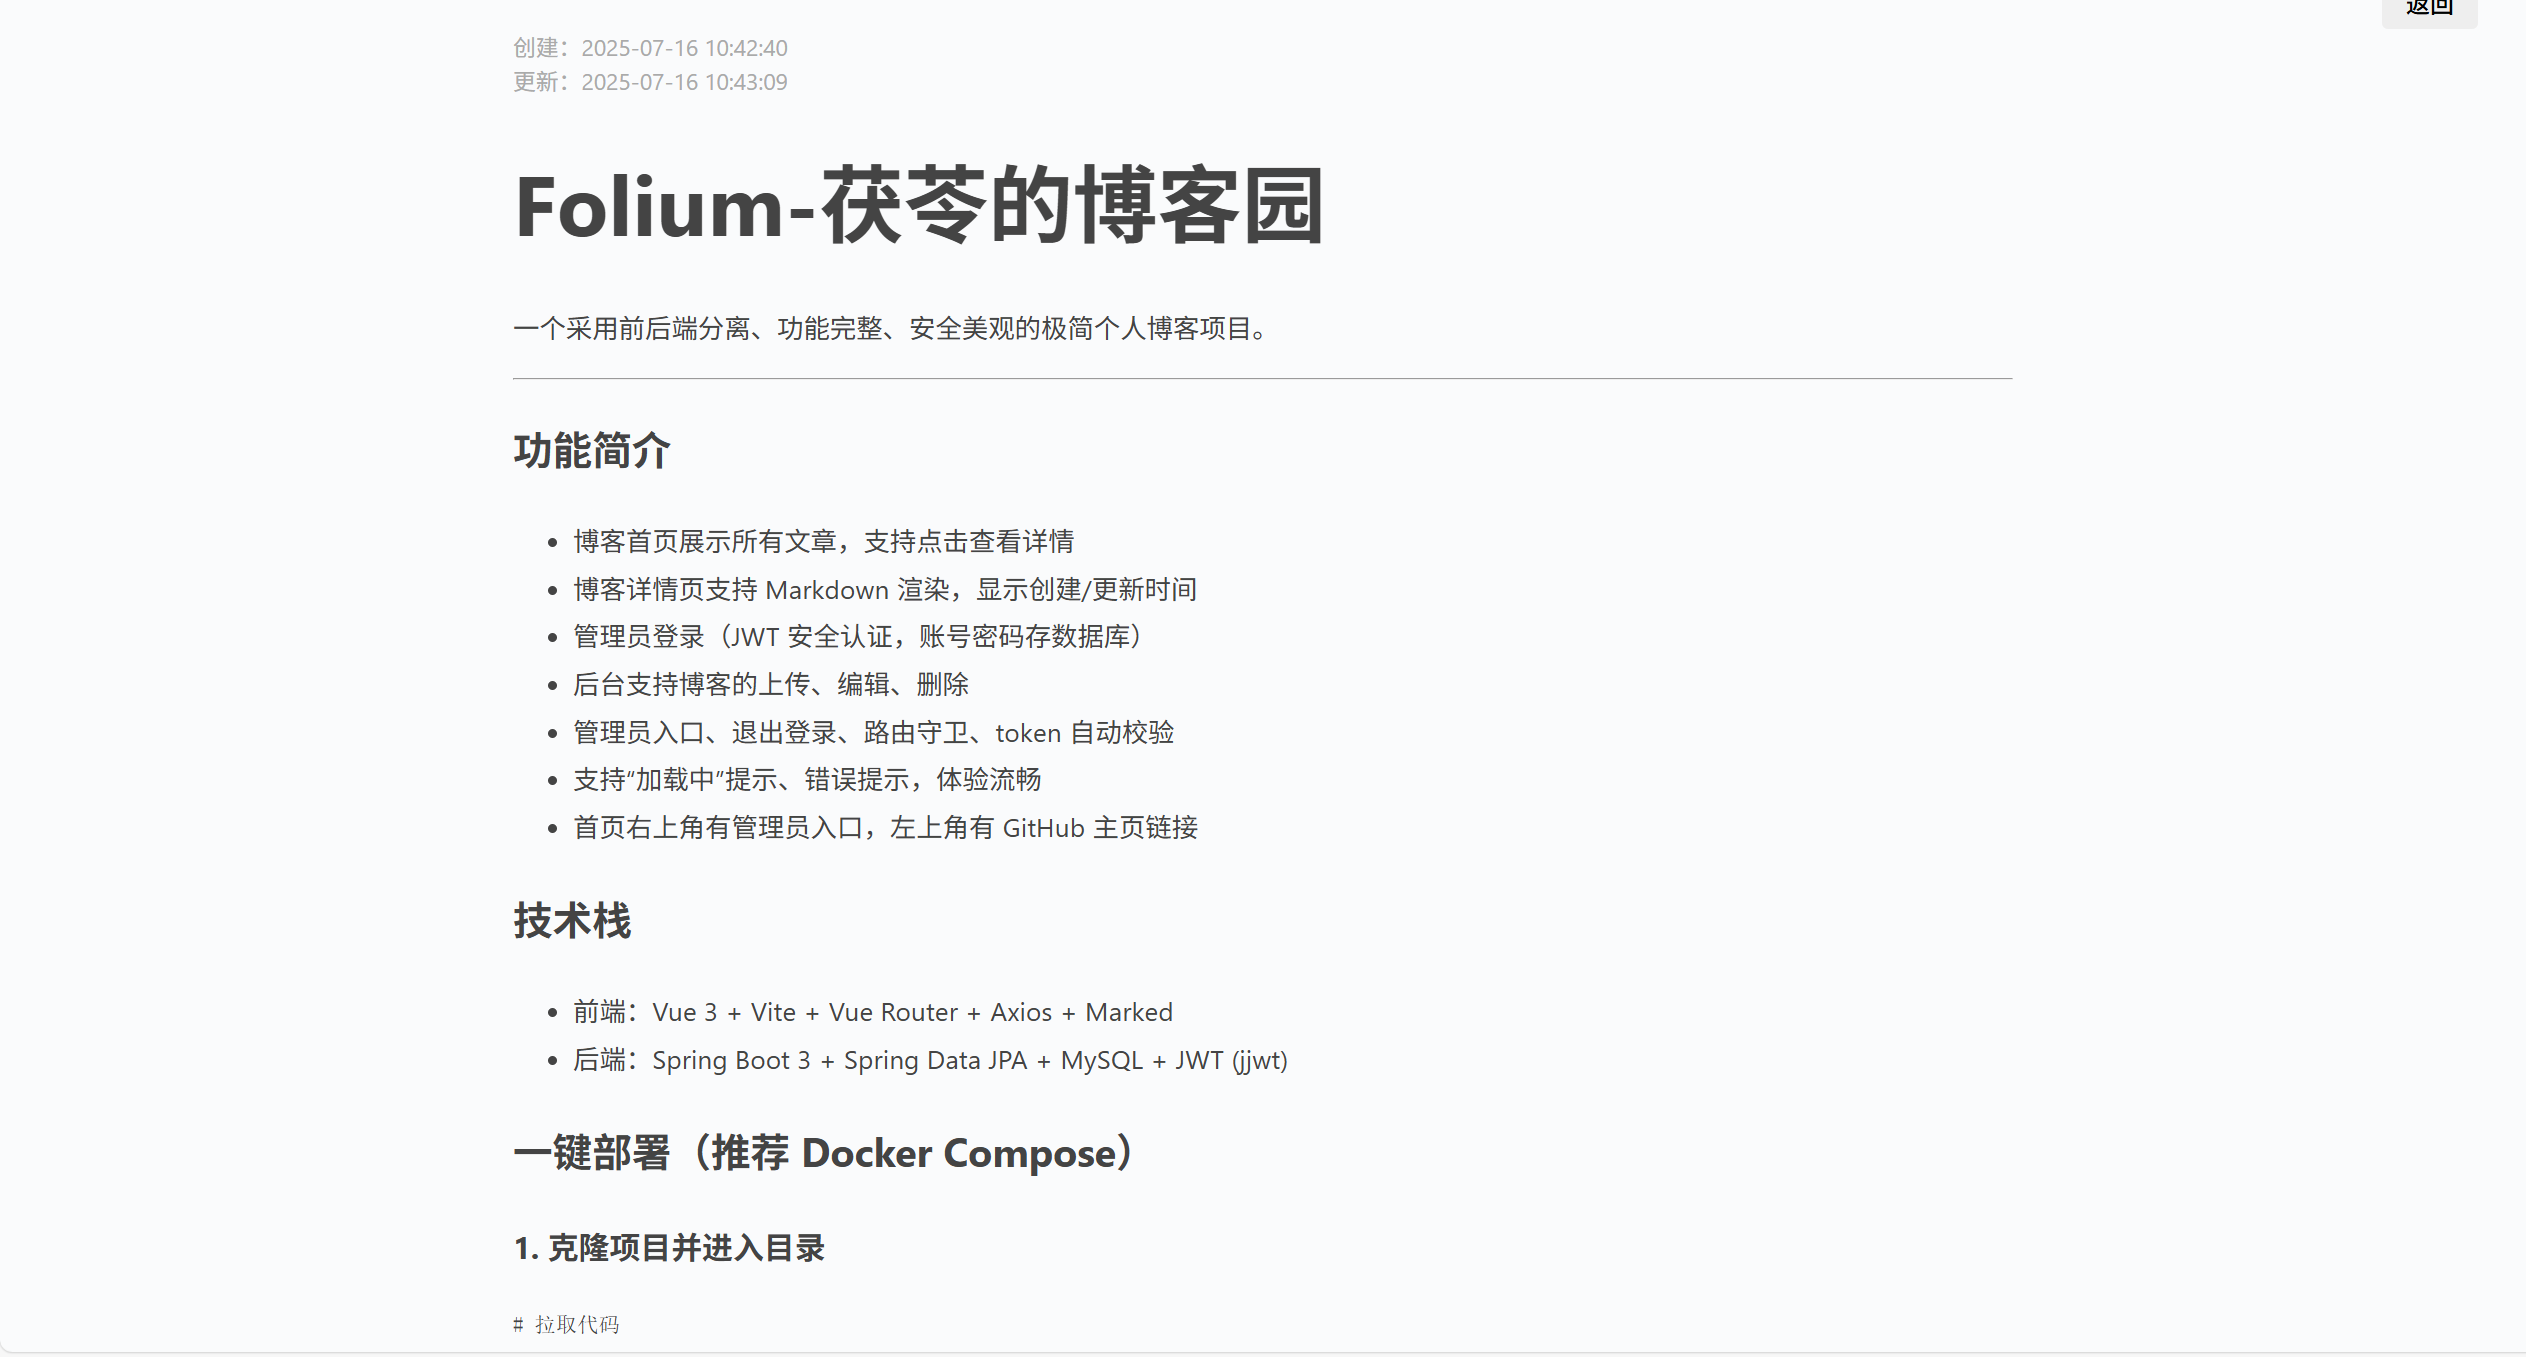 返回
创建：2025-07-16 10:42:40
更新：2025-07-16 10:43:09
Folium-茯苓的博客园
一个采用前后端分离、功能完整、安全美观的极简个人博客项目。
功能简介
博客首页展示所有文章，支持点击查看详情
博客详情页支持 Markdown 渲染，显示创建/更新时间
管理员登录（JWT 安全认证，账号密码存数据库）
后台支持博客的上传、编辑、删除
管理员入口、退出登录、路由守卫、token 自动校验
支持“加载中”提示、错误提示，体验流畅
首页右上角有管理员入口，左上角有 GitHub 主页链接
技术栈
前端：Vue 3 + Vite + Vue Router + Axios + Marked
后端：Spring Boot 3 + Spring Data JPA + MySQL + JWT (jjwt)
一键部署（推荐 Docker Compose）
1. 克隆项目并进入目录
# 拉取代码